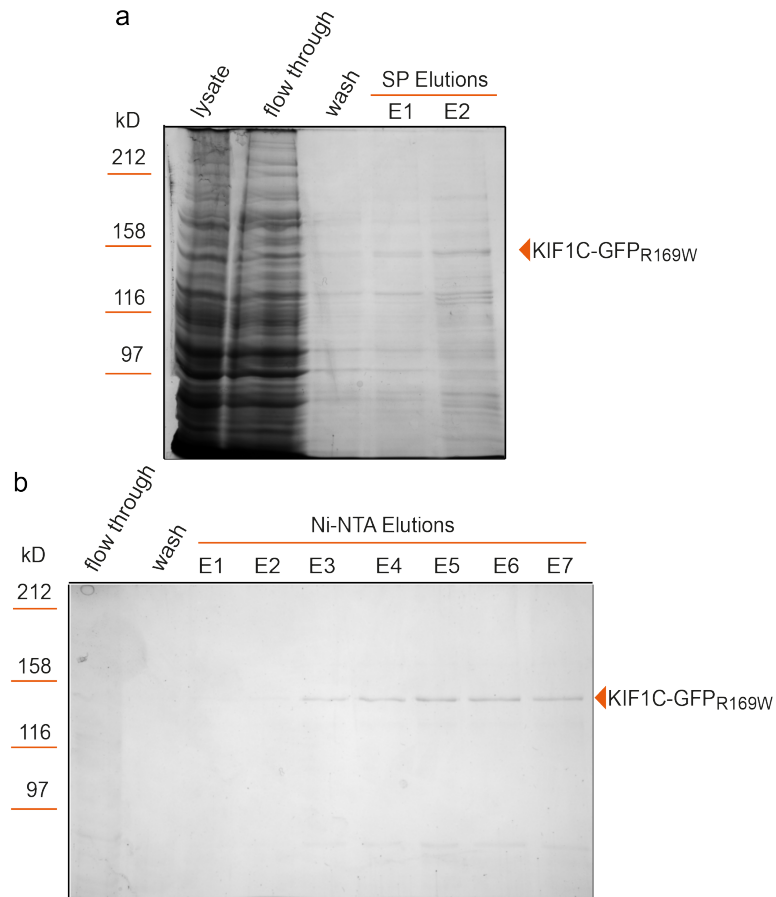 a
lysate
flow through
wash
SP Elutions
E1 E2
kD
212
158
116
97
KIF1C-GFPR169W
b
flow through
wash
Ni-NTA Elutions
kD
E1 E2 E3 E4 E5 E6 E7
212
158
116
97
KIF1C-GFPR169W